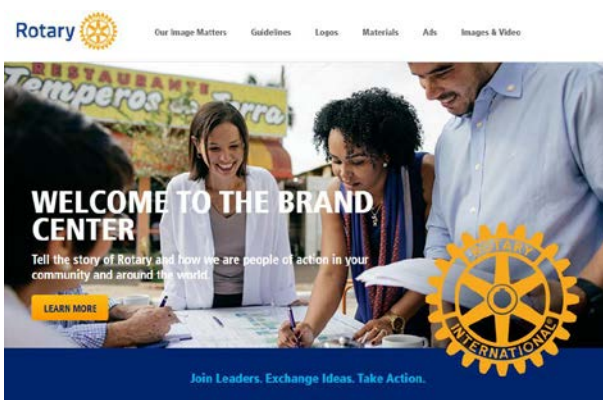 Rotary
Our Image Matters Guidelines Logos Materials Ads Images & Video
RESTAURANTE
Temperos da Terra
WELCOME TO THE BRAND
CENTER
Tell the story of Rotary and how we are people of action in your
community and around the world.
LEARN MORE
ROTARY
INTERNATIONAL
Join Leaders. Exchange Ideas. Take Action.